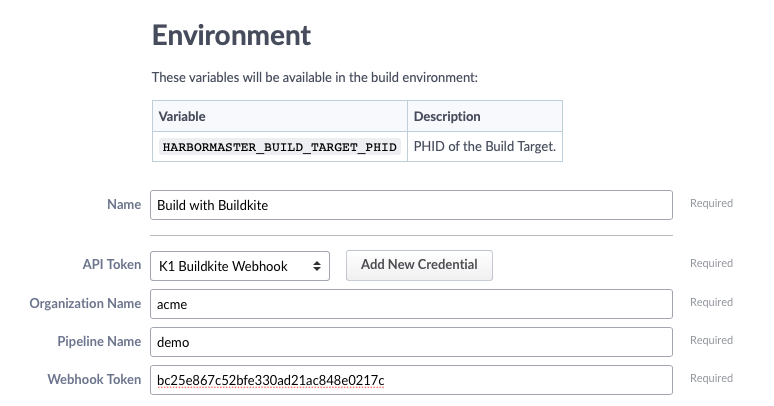 Environment
These variables will be available in the build environment:
Variable Description
HARBORMASTER_BUILD_TARGET_PHID PHID of the Build Target.
Name Build with Buildkite Required
API Token K1 Buildkite Webhook Add New Credential Required
Organization Name acme Required
Pipeline Name demo Required
Webhook Token bc25e867c52bfe330ad21ac848e0217c Required